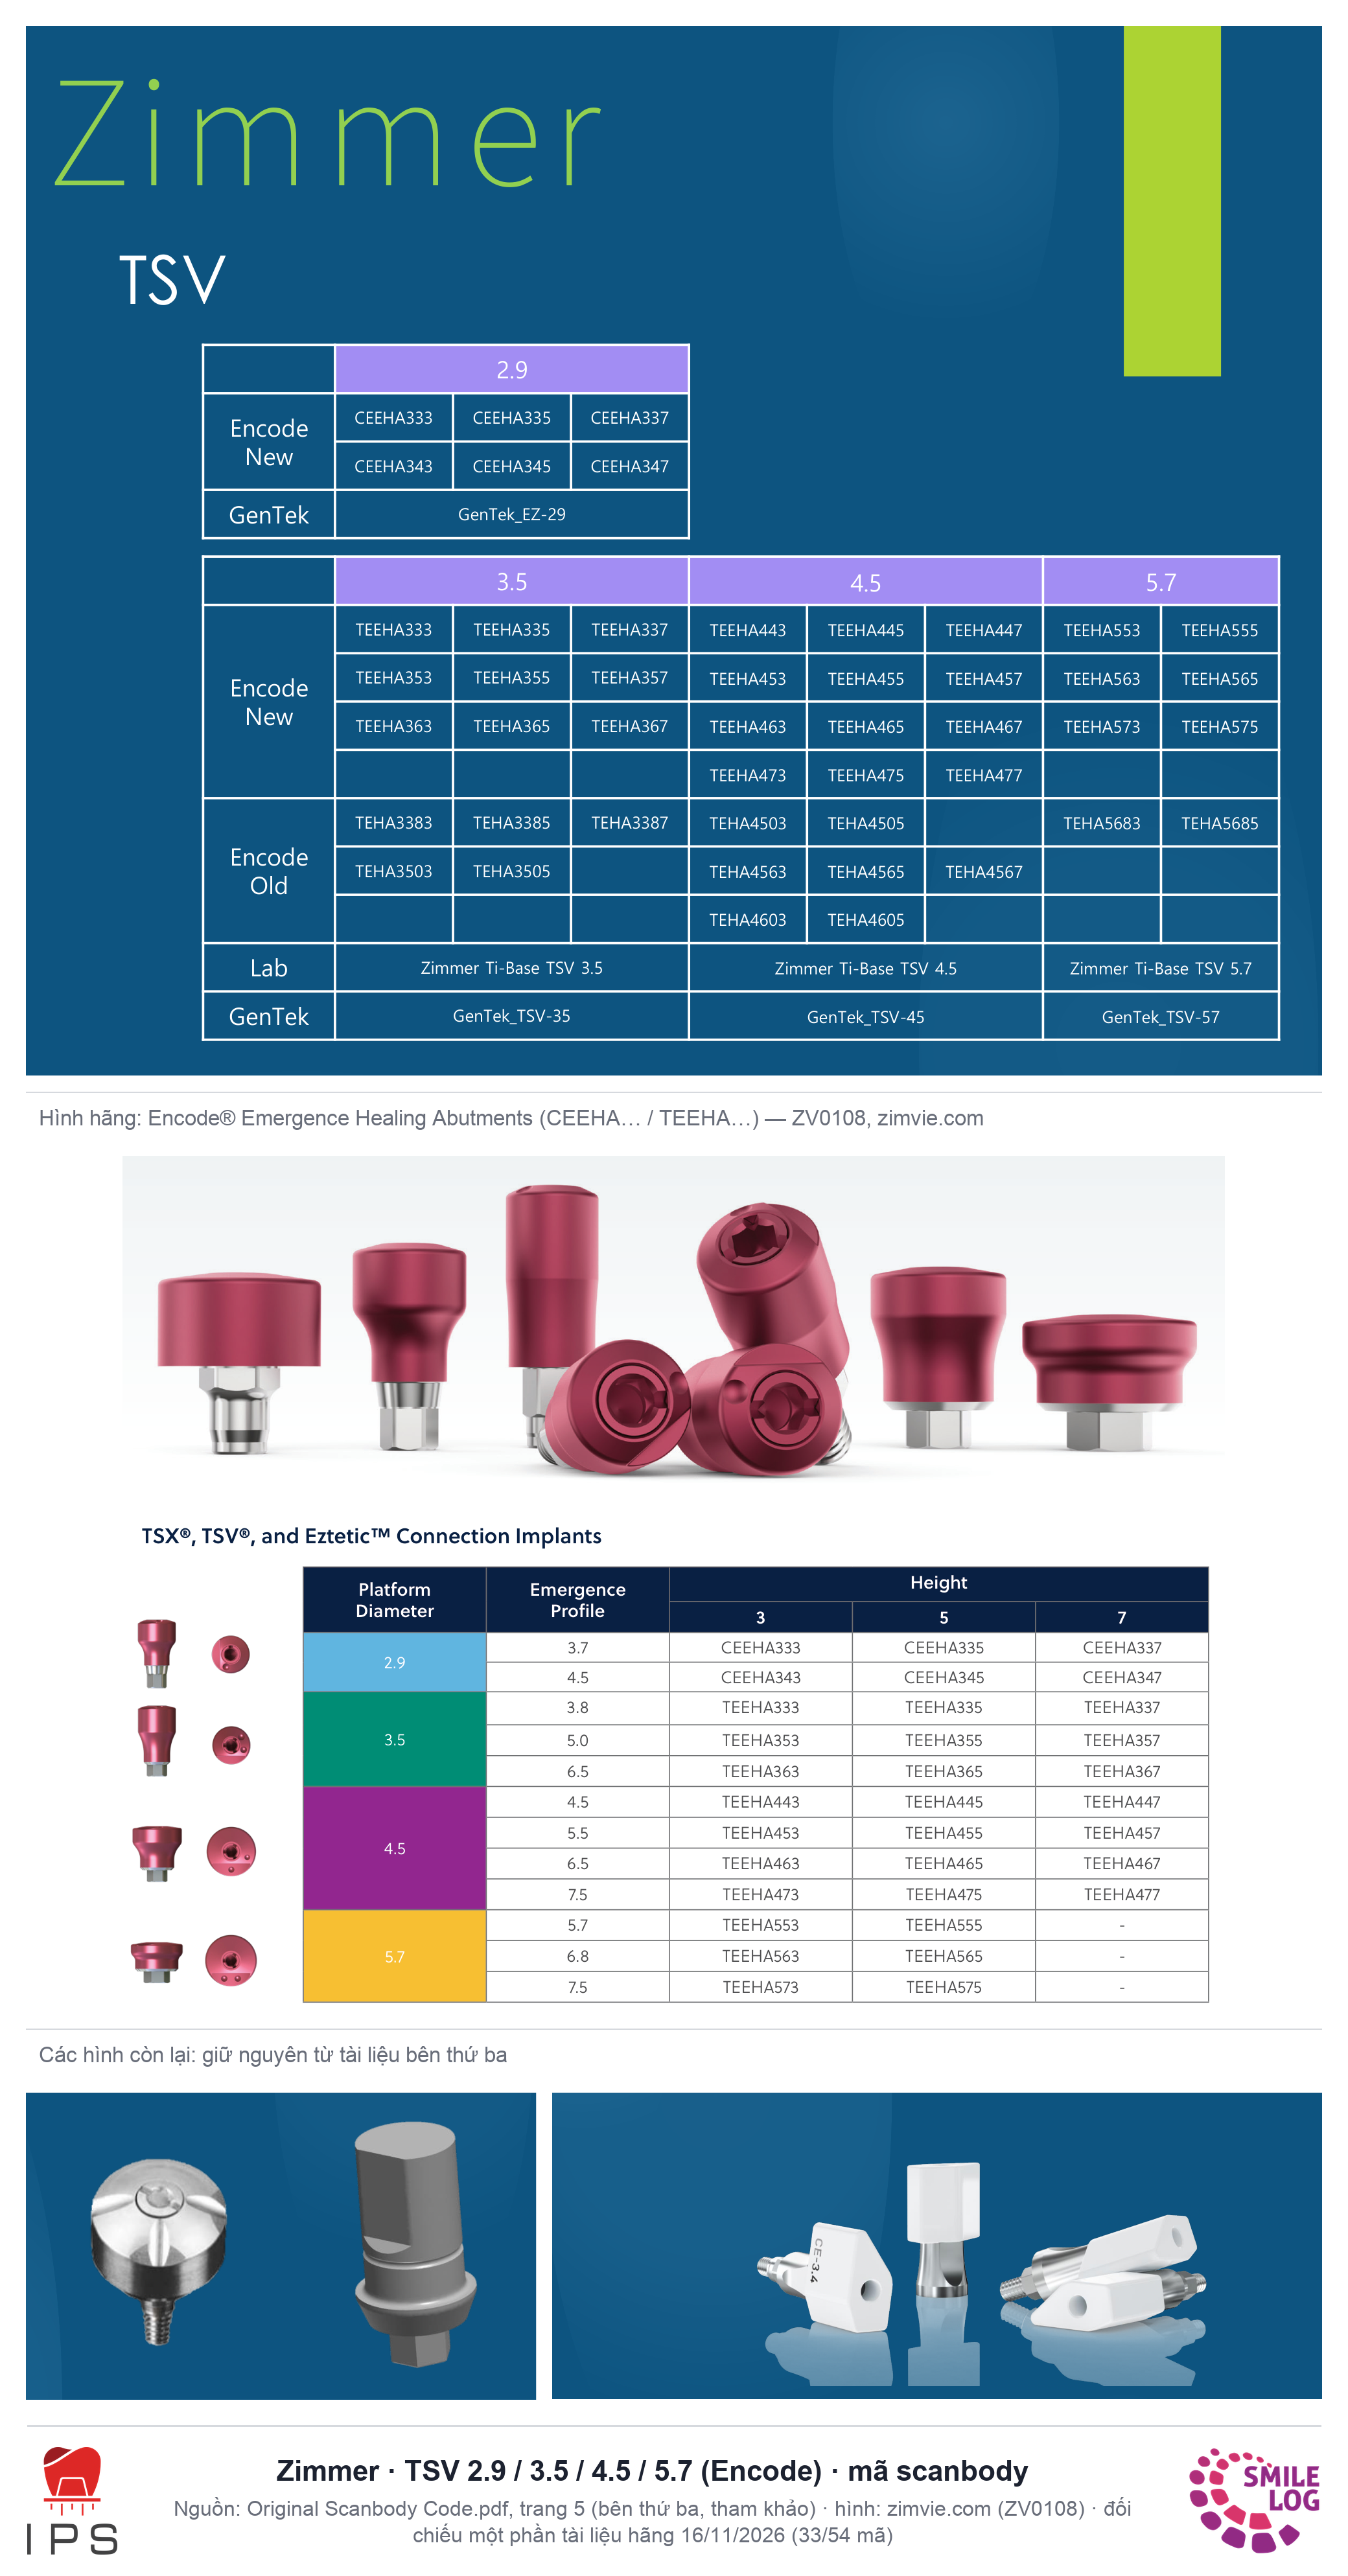 Zimmer
TSV
2.9
Encode New
CEEHA333 CEEHA335 CEEHA337
CEEHA343 CEEHA345 CEEHA347
GenTek GenTek_EZ-29
3.5 4.5 5.7
Encode New
TEEHA333 TEEHA335 TEEHA337 TEEHA443 TEEHA445 TEEHA447 TEEHA553 TEEHA555
TEEHA353 TEEHA355 TEEHA357 TEEHA453 TEEHA455 TEEHA457 TEEHA563 TEEHA565
TEEHA363 TEEHA365 TEEHA367 TEEHA463 TEEHA465 TEEHA467 TEEHA573 TEEHA575
TEEHA473 TEEHA475 TEEHA477
Encode Old
TEHA3383 TEHA3385 TEHA3387 TEHA4503 TEHA4505 TEHA5683 TEHA5685
TEHA3503 TEHA3505 TEHA4563 TEHA4565 TEHA4567
TEHA4603 TEHA4605
Lab Zimmer Ti-Base TSV 3.5 Zimmer Ti-Base TSV 4.5 Zimmer Ti-Base TSV 5.7
GenTek GenTek_TSV-35 GenTek_TSV-45 GenTek_TSV-57
Hình hãng: Encode® Emergence Healing Abutments (CEEHA… / TEEHA…) — ZV0108, zimvie.com
TSX®, TSV®, and Eztetic™ Connection Implants
Platform Diameter Emergence Profile Height
3 5 7
2.9
3.7 CEEHA333 CEEHA335 CEEHA337
4.5 CEEHA343 CEEHA345 CEEHA347
3.5
3.8 TEEHA333 TEEHA335 TEEHA337
5.0 TEEHA353 TEEHA355 TEEHA357
6.5 TEEHA363 TEEHA365 TEEHA367
4.5
4.5 TEEHA443 TEEHA445 TEEHA447
5.5 TEEHA453 TEEHA455 TEEHA457
6.5 TEEHA463 TEEHA465 TEEHA467
7.5 TEEHA473 TEEHA475 TEEHA477
5.7
5.7 TEEHA553 TEEHA555 -
6.8 TEEHA563 TEEHA565 -
7.5 TEEHA573 TEEHA575 -
Các hình còn lại: giữ nguyên từ tài liệu bên thứ ba
CE-3.4
IPS
Zimmer · TSV 2.9 / 3.5 / 4.5 / 5.7 (Encode) · mã scanbody
Nguồn: Original Scanbody Code.pdf, trang 5 (bên thứ ba, tham khảo) · hình: zimvie.com (ZV0108) · đối
chiếu một phần tài liệu hãng 16/11/2026 (33/54 mã)
SMILE
LOG